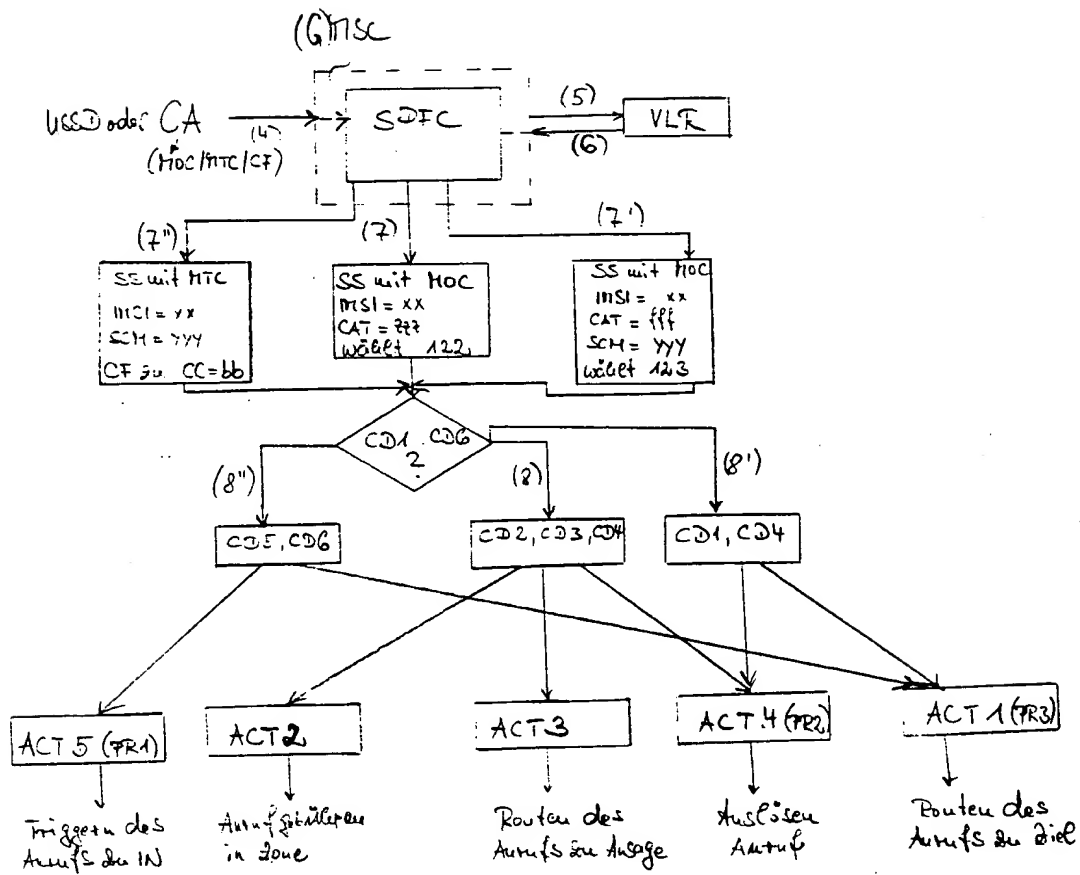 (G)MSC
USSD oder CA
(MOC/MTC/CF)
(4)
SDFC
(5)
(6)
VLR
(7'')
(7)
(7')
SS mit MTC
IMSI = xx
SCM = yyy
CF zu CC=bb
SS mit MOC
IMSI = xx
CAT = zzz
wählt 122
SS mit MOC
IMSI = xx
CAT = fff
SCM = yyy
wählt 123
CD1..CD6
?
(8'')
(8)
(8')
CD5, CD6
CD2, CD3, CD4
CD1, CD4
ACT 5 (PR1)
ACT 2
ACT 3
ACT 4 (PR2)
ACT 1 (PR3)
Triggern des
Anrufs zu IN
in Zone
Routen des
Anrufs zu Ansage
Auslösen
Anruf
Routen des
Anrufs zu Ziel